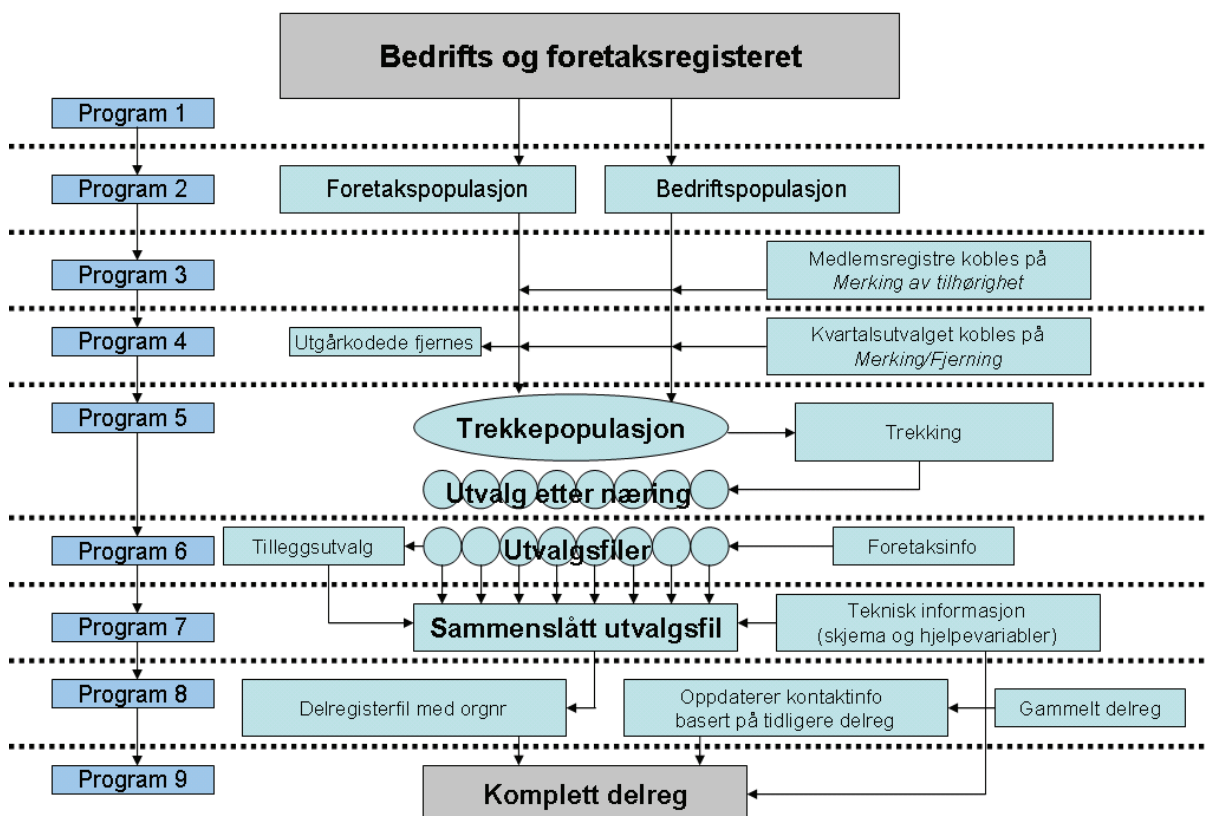 Bedrifts og foretaksregisteret
Program 1
Program 2
Foretakspopulasjon
Bedriftspopulasjon
Program 3
Medlemsregistre kobles på
Merking av tilhørighet
Program 4
Utgårkodede fjernes
Kvartalsutvalget kobles på
Merking/Fjerning
Program 5
Trekkepopulasjon
Trekking
Utvalg etter næring
Program 6
Tilleggsutvalg
Utvalgsfiler
Foretaksinfo
Program 7
Sammenslått utvalgsfil
Teknisk informasjon
(skjema og hjelpevariabler)
Program 8
Delregisterfil med orgnr
Oppdaterer kontaktinfo
basert på tidligere delreg
Gammelt delreg
Program 9
Komplett delreg